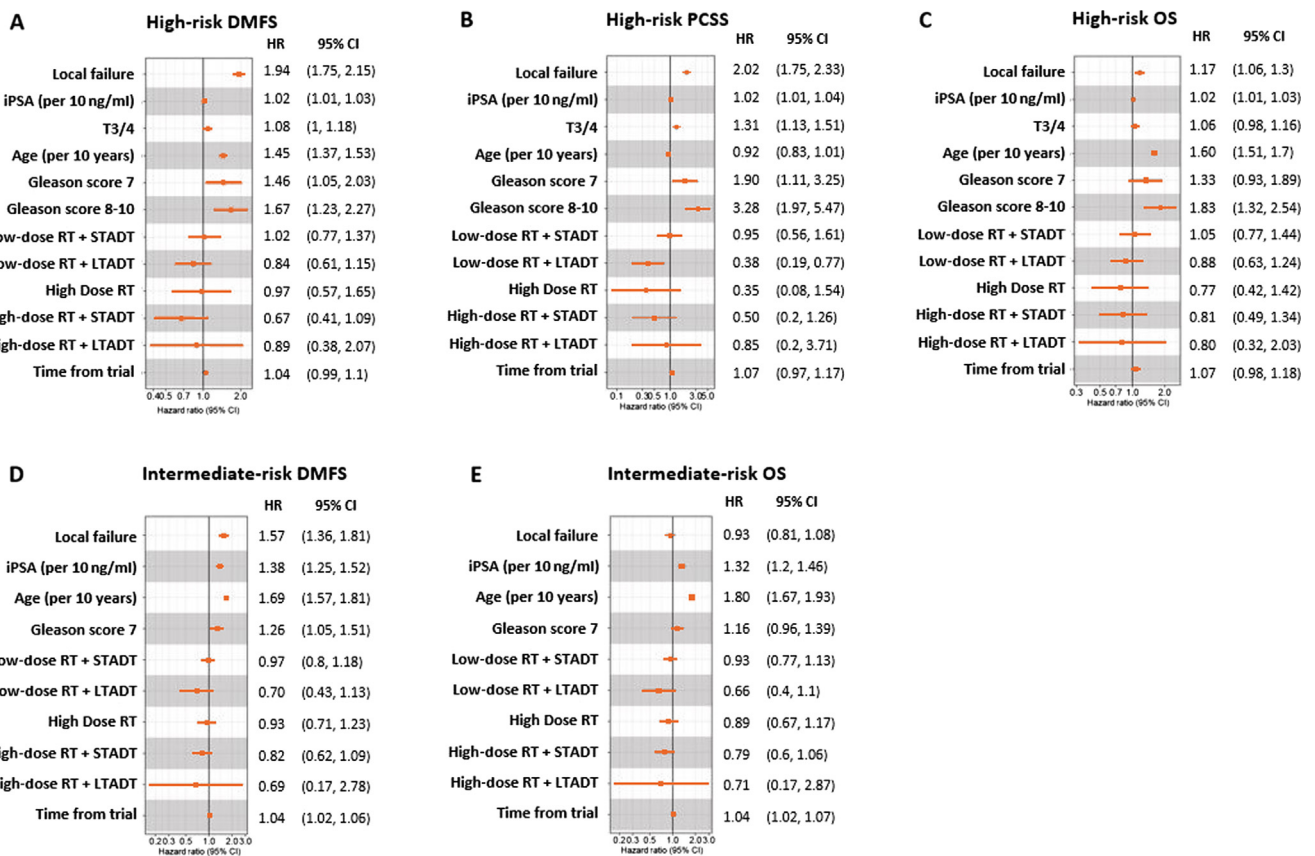 A High-risk DMFS
HR 95% CI
Local failure 1.94 (1.75, 2.15)
iPSA (per 10 ng/ml) 1.02 (1.01, 1.03)
T3/4 1.08 (1, 1.18)
Age (per 10 years) 1.45 (1.37, 1.53)
Gleason score 7 1.46 (1.05, 2.03)
Gleason score 8-10 1.67 (1.23, 2.27)
ow-dose RT + STADT 1.02 (0.77, 1.37)
ow-dose RT + LTADT 0.84 (0.61, 1.15)
High Dose RT 0.97 (0.57, 1.65)
igh-dose RT + STADT 0.67 (0.41, 1.09)
igh-dose RT + LTADT 0.89 (0.38, 2.07)
Time from trial 1.04 (0.99, 1.1)
0.4 0.5 0.7 1.0 2.0
Hazard ratio (95% CI)
B High-risk PCSS
HR 95% CI
Local failure 2.02 (1.75, 2.33)
iPSA (per 10 ng/ml) 1.02 (1.01, 1.04)
T3/4 1.31 (1.13, 1.51)
Age (per 10 years) 0.92 (0.83, 1.01)
Gleason score 7 1.90 (1.11, 3.25)
Gleason score 8-10 3.28 (1.97, 5.47)
Low-dose RT + STADT 0.95 (0.56, 1.61)
Low-dose RT + LTADT 0.38 (0.19, 0.77)
High Dose RT 0.35 (0.08, 1.54)
High-dose RT + STADT 0.50 (0.2, 1.26)
High-dose RT + LTADT 0.85 (0.2, 3.71)
Time from trial 1.07 (0.97, 1.17)
0.1 0.3 0.5 1.0 3.0 5.0
Hazard ratio (95% CI)
C High-risk OS
HR 95% CI
Local failure 1.17 (1.06, 1.3)
iPSA (per 10 ng/ml) 1.02 (1.01, 1.03)
T3/4 1.06 (0.98, 1.16)
Age (per 10 years) 1.60 (1.51, 1.7)
Gleason score 7 1.33 (0.93, 1.89)
Gleason score 8-10 1.83 (1.32, 2.54)
Low-dose RT + STADT 1.05 (0.77, 1.44)
Low-dose RT + LTADT 0.88 (0.63, 1.24)
High Dose RT 0.77 (0.42, 1.42)
High-dose RT + STADT 0.81 (0.49, 1.34)
High-dose RT + LTADT 0.80 (0.32, 2.03)
Time from trial 1.07 (0.98, 1.18)
0.3 0.5 0.7 1.0 2.0
Hazard ratio (95% CI)
D Intermediate-risk DMFS
HR 95% CI
Local failure 1.57 (1.36, 1.81)
iPSA (per 10 ng/ml) 1.38 (1.25, 1.52)
Age (per 10 years) 1.69 (1.57, 1.81)
Gleason score 7 1.26 (1.05, 1.51)
ow-dose RT + STADT 0.97 (0.8, 1.18)
ow-dose RT + LTADT 0.70 (0.43, 1.13)
High Dose RT 0.93 (0.71, 1.23)
igh-dose RT + STADT 0.82 (0.62, 1.09)
igh-dose RT + LTADT 0.69 (0.17, 2.78)
Time from trial 1.04 (1.02, 1.06)
0.2 0.3 0.5 1.0 2.0 3.0
Hazard ratio (95% CI)
E Intermediate-risk OS
HR 95% CI
Local failure 0.93 (0.81, 1.08)
iPSA (per 10 ng/ml) 1.32 (1.2, 1.46)
Age (per 10 years) 1.80 (1.67, 1.93)
Gleason score 7 1.16 (0.96, 1.39)
Low-dose RT + STADT 0.93 (0.77, 1.13)
Low-dose RT + LTADT 0.66 (0.4, 1.1)
High Dose RT 0.89 (0.67, 1.17)
High-dose RT + STADT 0.79 (0.6, 1.06)
High-dose RT + LTADT 0.71 (0.17, 2.87)
Time from trial 1.04 (1.02, 1.07)
0.2 0.3 0.5 1.0 2.0 3.0
Hazard ratio (95% CI)